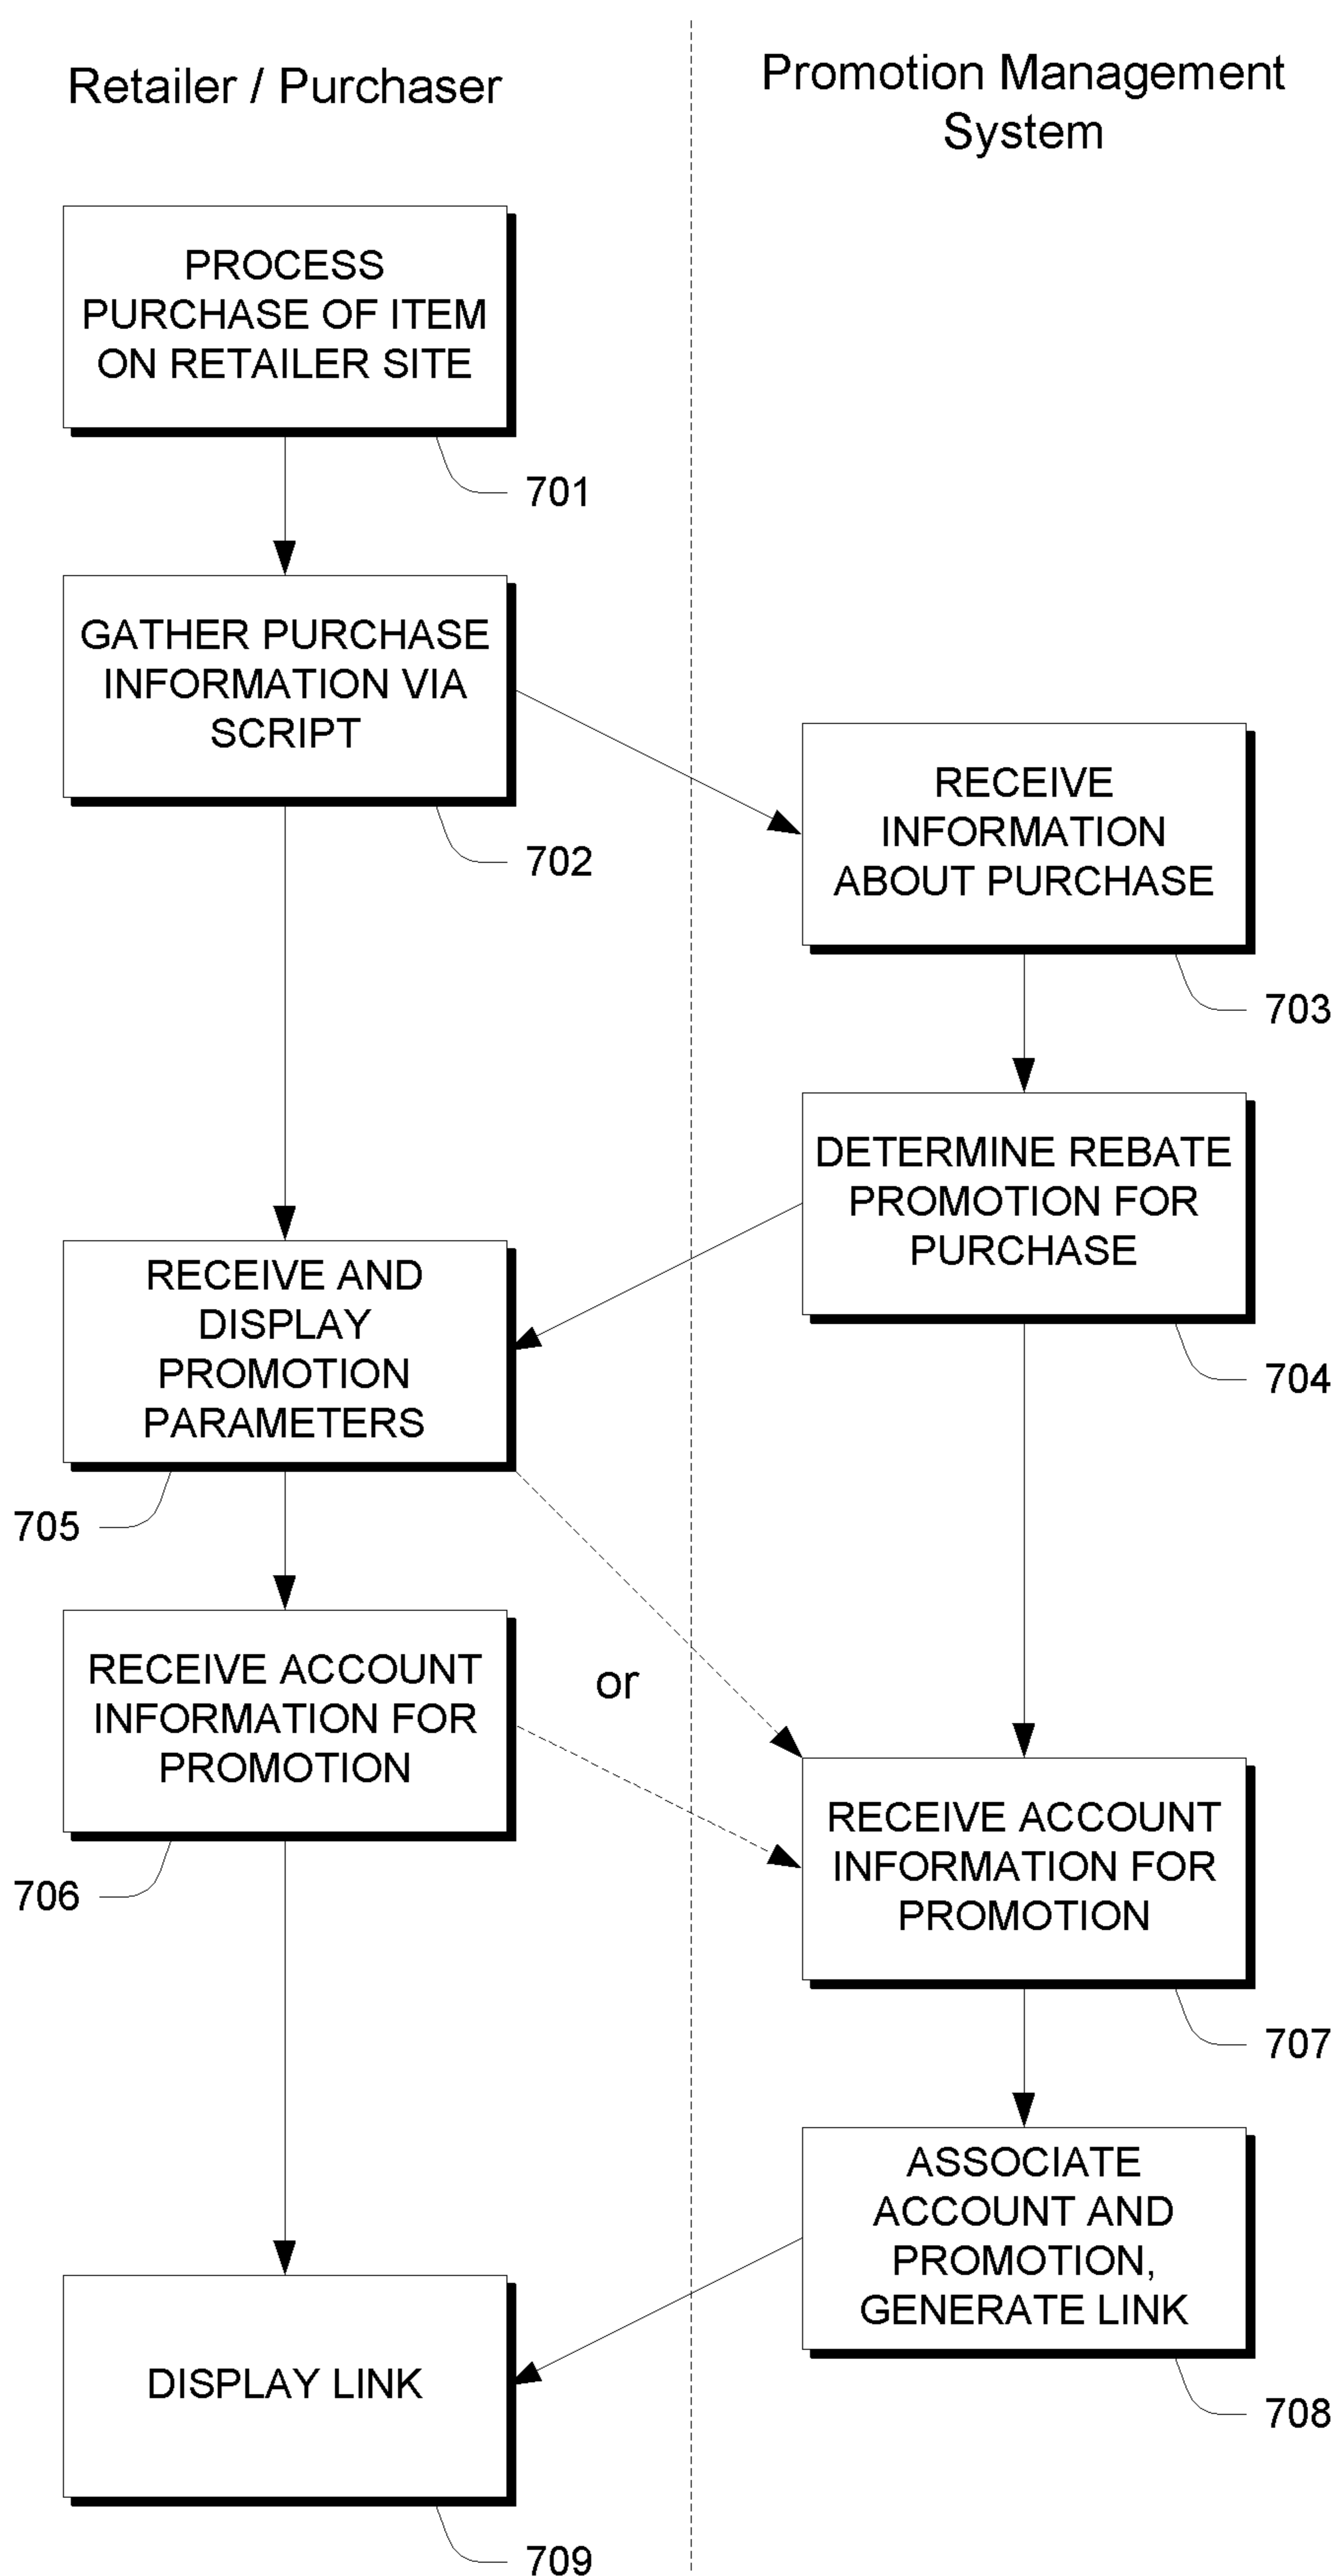 Retailer / Purchaser
Promotion Management
System
PROCESS
PURCHASE OF ITEM
ON RETAILER SITE
701
GATHER PURCHASE
INFORMATION VIA
SCRIPT
702
RECEIVE
INFORMATION
ABOUT PURCHASE
703
DETERMINE REBATE
PROMOTION FOR
PURCHASE
704
RECEIVE AND
DISPLAY
PROMOTION
PARAMETERS
705
RECEIVE ACCOUNT
INFORMATION FOR
PROMOTION
706
or
RECEIVE ACCOUNT
INFORMATION FOR
PROMOTION
707
ASSOCIATE
ACCOUNT AND
PROMOTION,
GENERATE LINK
708
DISPLAY LINK
709